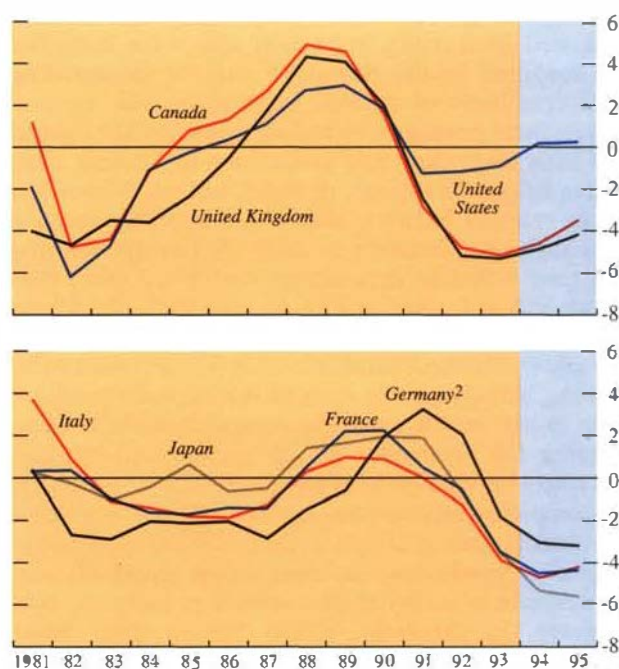 6
4
Canada
2
0
United
States
-2
United Kingdom
-4
-6
-8
6
Germany²
4
Italy
France
Japan
2
0
-2
-4
-6
-8
1981 82 83 84 85 86 87 88 89 90 91 92 93 94 95